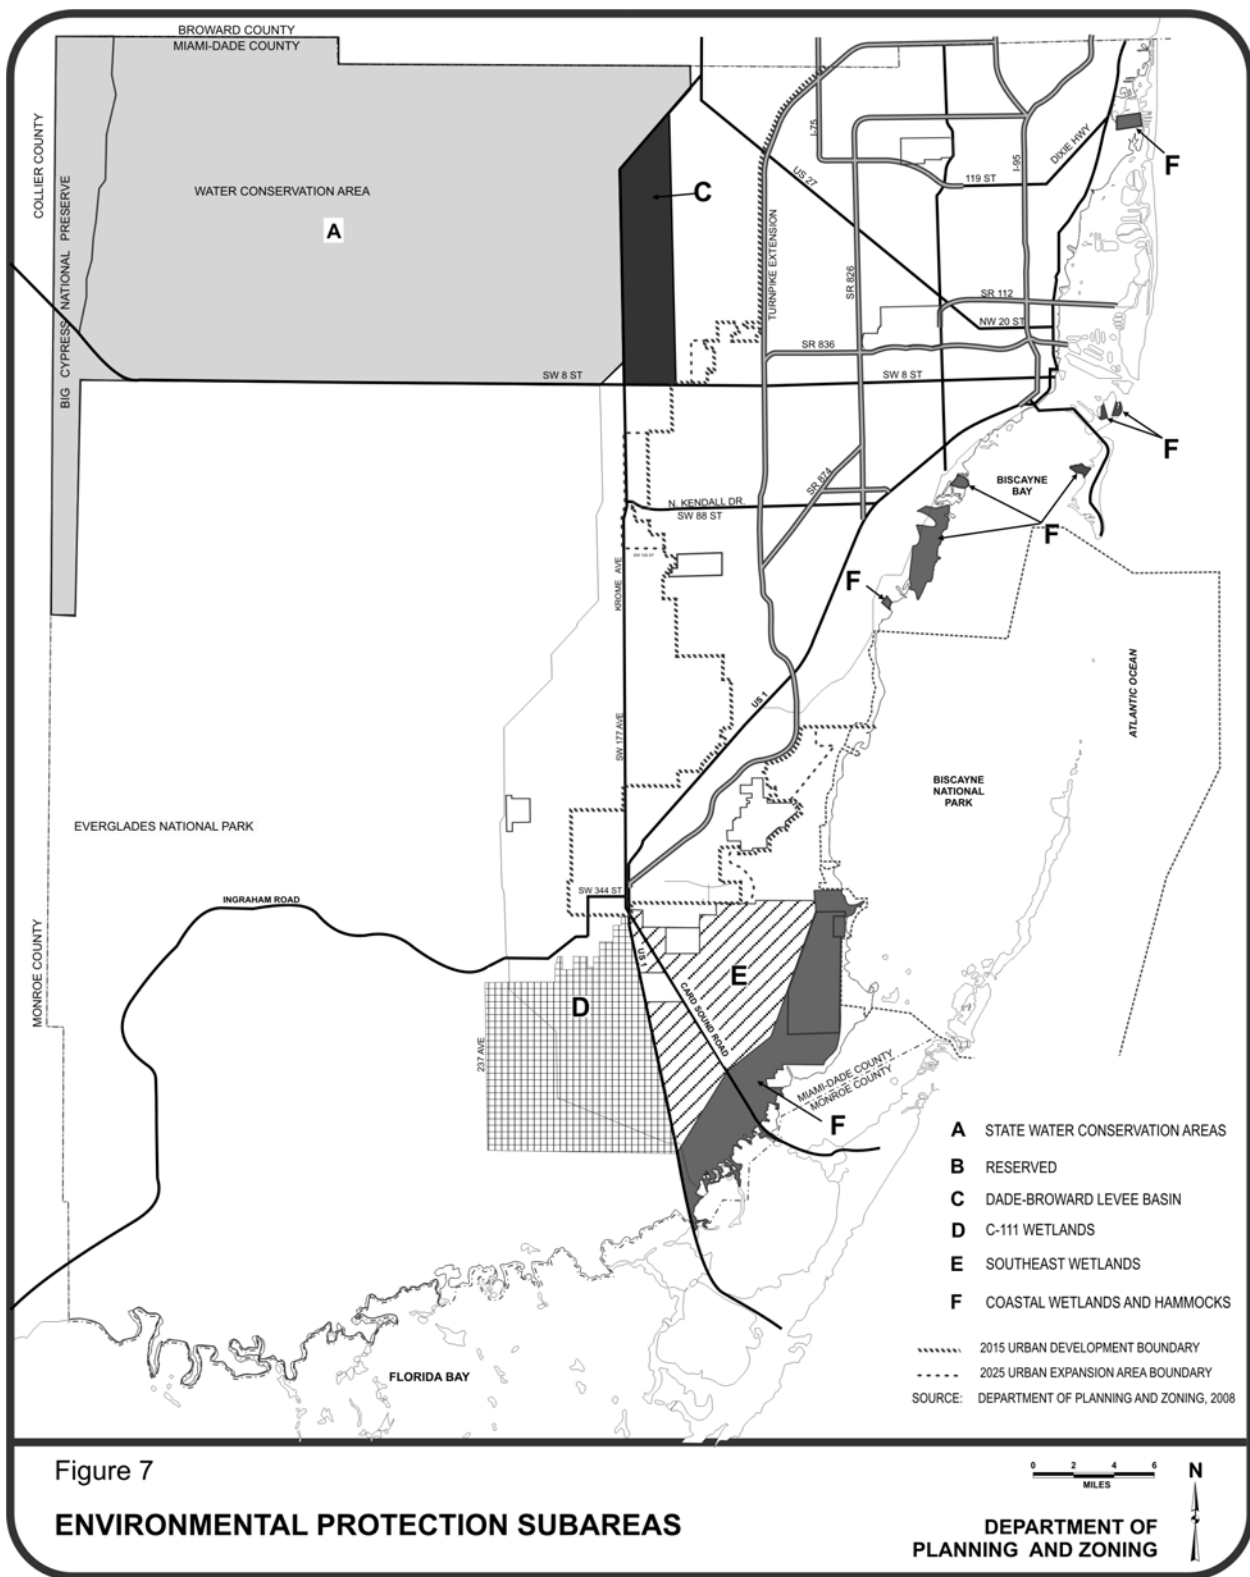 BROWARD COUNTY
MIAMI-DADE COUNTY
COLLIER COUNTY
BIG CYPRESS NATIONAL PRESERVE
WATER CONSERVATION AREA
A
C
F
I-75
US 27
I-95
DIXIE HWY
119 ST
TURNPIKE EXTENSION
SR 826
SR 112
NW 20 ST
SR 836
SW 8 ST
SW 8 ST
F
SR 874
BISCAYNE
BAY
N. KENDALL DR.
SW 88 ST
F
F
KROME AVE
SW 177 AVE
US 1
ATLANTIC OCEAN
BISCAYNE
NATIONAL
PARK
EVERGLADES NATIONAL PARK
SW 344 ST
INGRAHAM ROAD
MONROE COUNTY
US 1
E
D
CARD SOUND ROAD
237 AVE
MIAMI-DADE COUNTY
MONROE COUNTY
F
A STATE WATER CONSERVATION AREAS
B RESERVED
C DADE-BROWARD LEVEE BASIN
D C-111 WETLANDS
E SOUTHEAST WETLANDS
F COASTAL WETLANDS AND HAMMOCKS
2015 URBAN DEVELOPMENT BOUNDARY
2025 URBAN EXPANSION AREA BOUNDARY
SOURCE: DEPARTMENT OF PLANNING AND ZONING, 2008
FLORIDA BAY
Figure 7
0 2 4 6
MILES
N
ENVIRONMENTAL PROTECTION SUBAREAS
DEPARTMENT OF
PLANNING AND ZONING